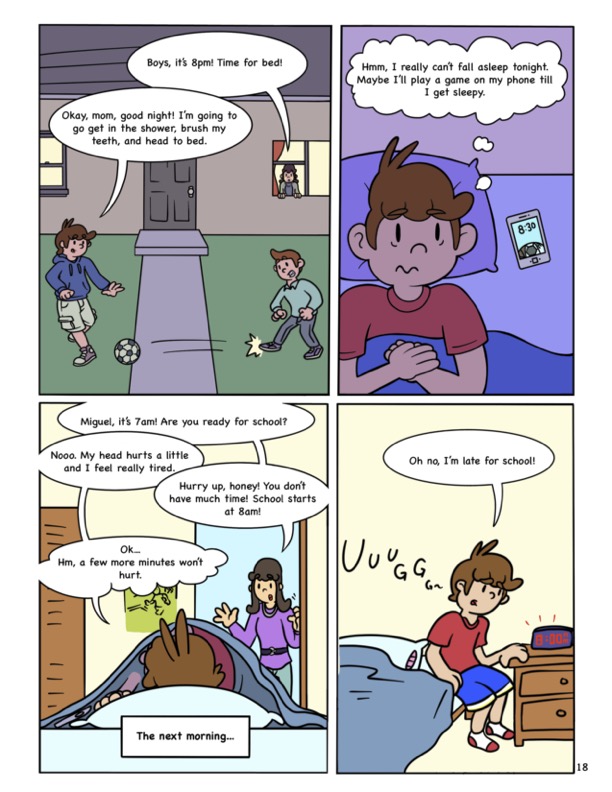 Boys, it's 8pm! Time for bed!
Okay, mom, good night! I'm going to
go get in the shower, brush my
teeth, and head to bed.
Hmm, I really can't fall asleep tonight.
Maybe I'll play a game on my phone till
I get sleepy.
8:30
Miguel, it's 7am! Are you ready for school?
Nooo. My head hurts a little
and I feel really tired.
Hurry up, honey! You don't
have much time! School starts
at 8am!
Ok...
Hm, a few more minutes won't
hurt.
The next morning...
Oh no, I'm late for school!
UUUGGG~
18